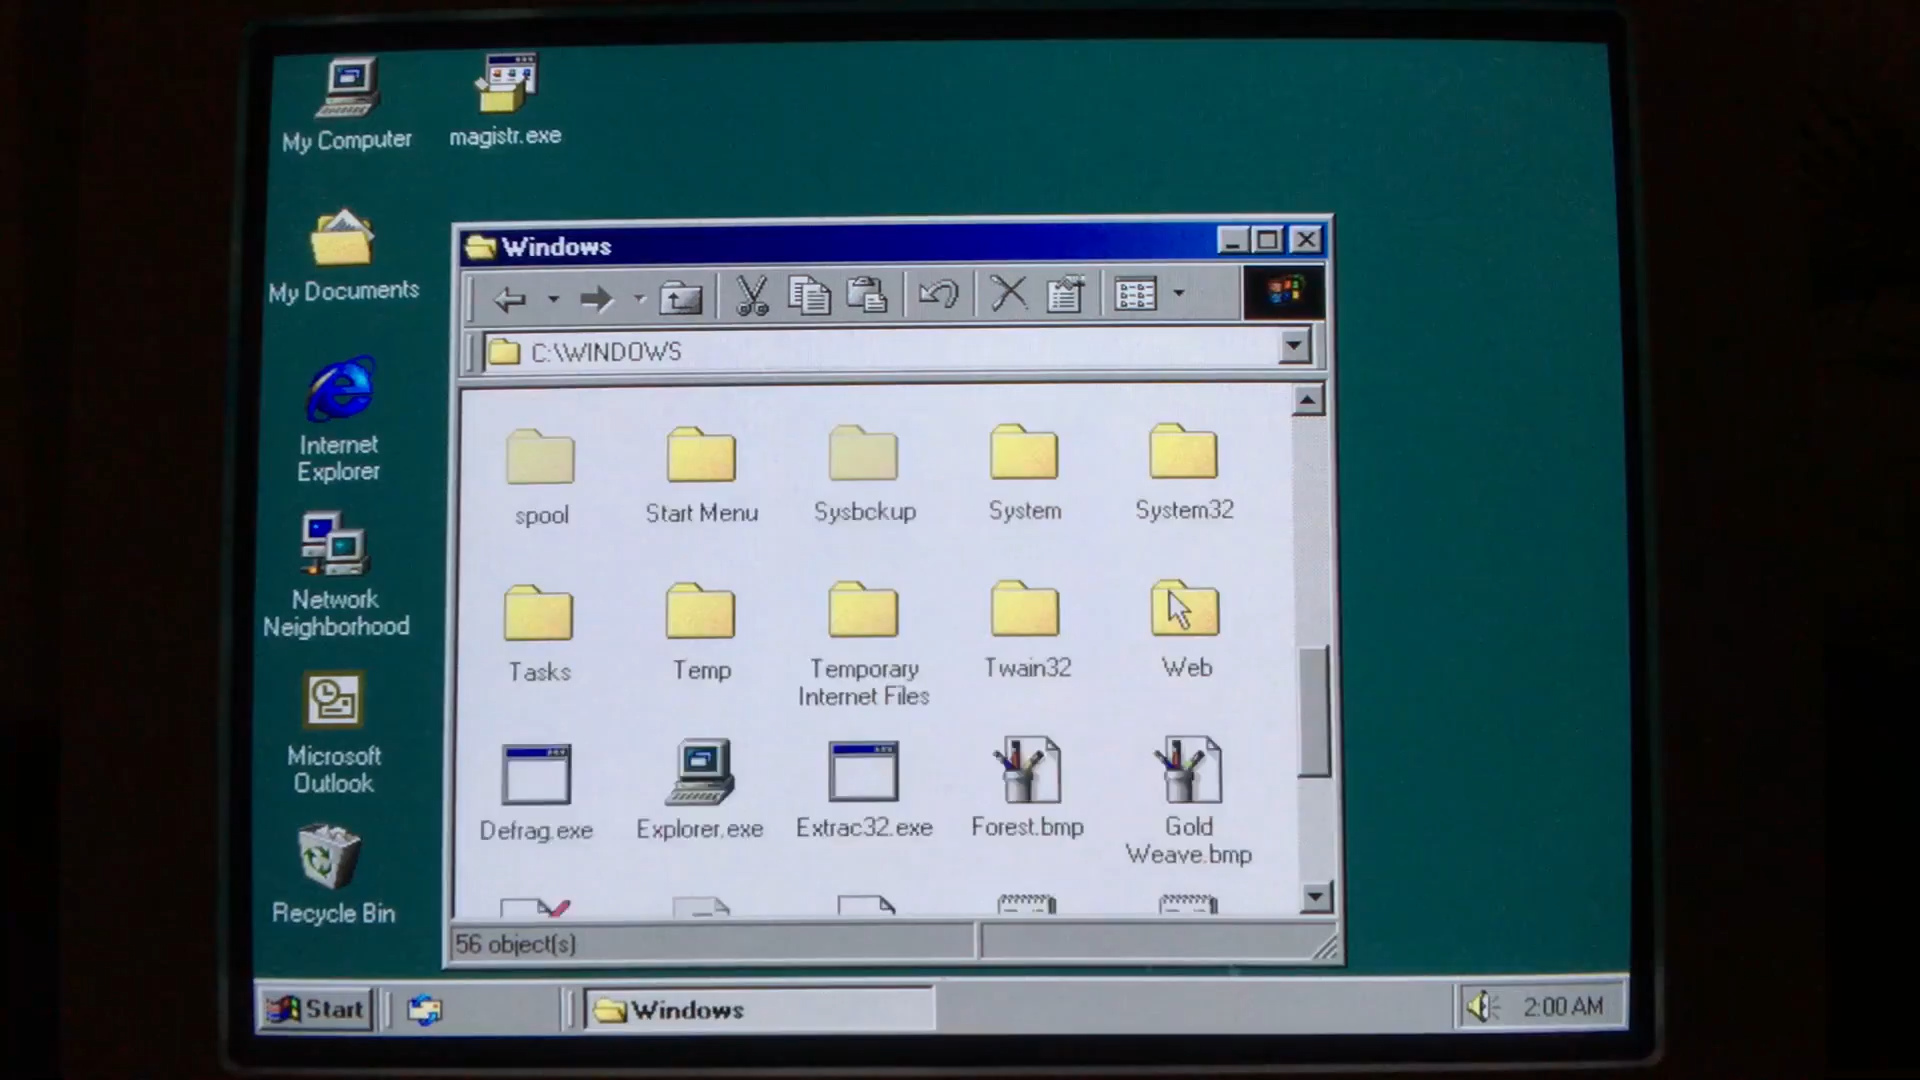 My Computer
magistr.exe
My Documents
Internet
Explorer
Network
Neighborhood
Microsoft
Outlook
Recycle Bin
Windows
C:\WINDOWS
spool
Start Menu
Sysbckup
System
System32
Tasks
Temp
Temporary
Internet Files
Twain32
Web
Defrag.exe
Explorer.exe
Extrac32.exe
Forest.bmp
Gold
Weave.bmp
56 object(s)
Start
Windows
2:00 AM